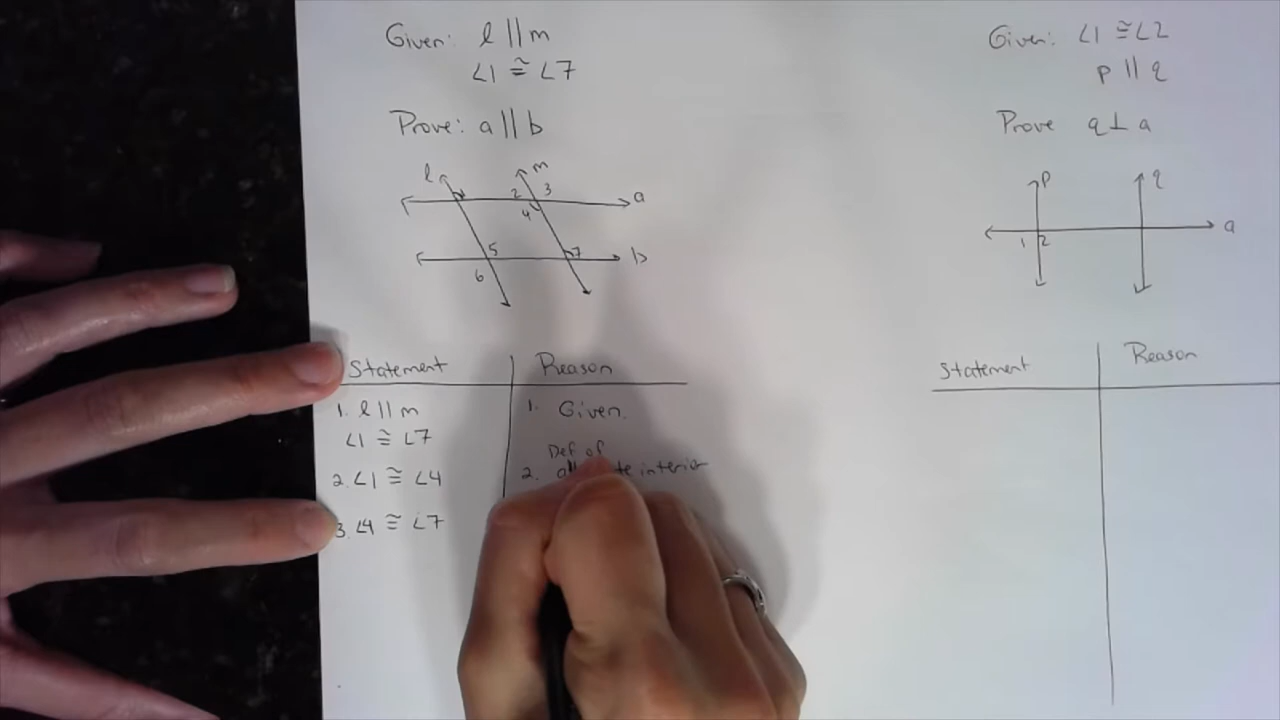 Given: l || m
∠1 ≅ ∠7
Prove: a || b
l
m
2
3
a
4
5
7
b
6
Statement
Reason
1. l || m
1. Given.
∠1 ≅ ∠7
Def of
2. ∠1 ≅ ∠4
2.
interior
3. ∠4 ≅ ∠7
Given: ∠1 ≅ ∠2
p || q
Prove q ⊥ a
p
q
a
1
2
Statement
Reason